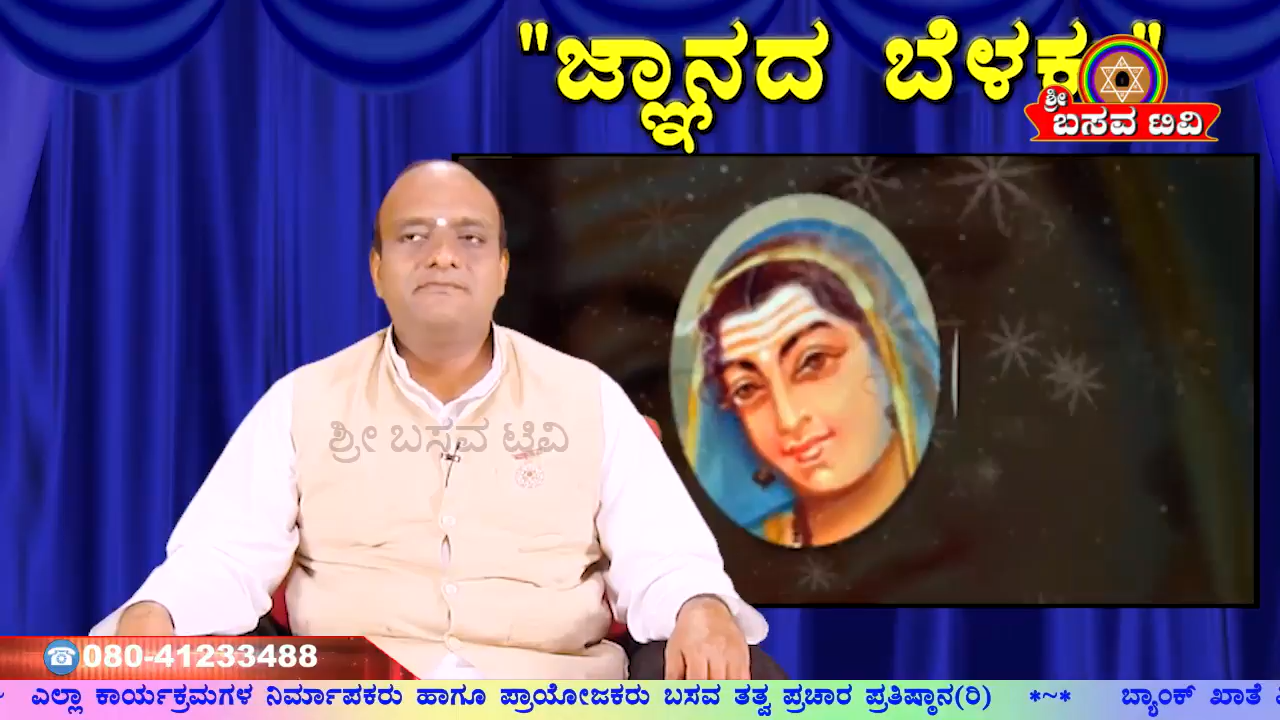 "ಜ್ಞಾನದ ಬೆಳಕು"
ಶ್ರೀ
ಬಸವ ಟಿವಿ
ಶ್ರೀ ಬಸವ ಟಿವಿ
080-41233488
ಎಲ್ಲಾ ಕಾರ್ಯಕ್ರಮಗಳ ನಿರ್ಮಾಪಕರು ಹಾಗೂ ಪ್ರಾಯೋಜಕರು ಬಸವ ತತ್ವ ಪ್ರಚಾರ ಪ್ರತಿಷ್ಠಾನ(ರಿ) *~* ಬ್ಯಾಂಕ್ ಖಾತೆ